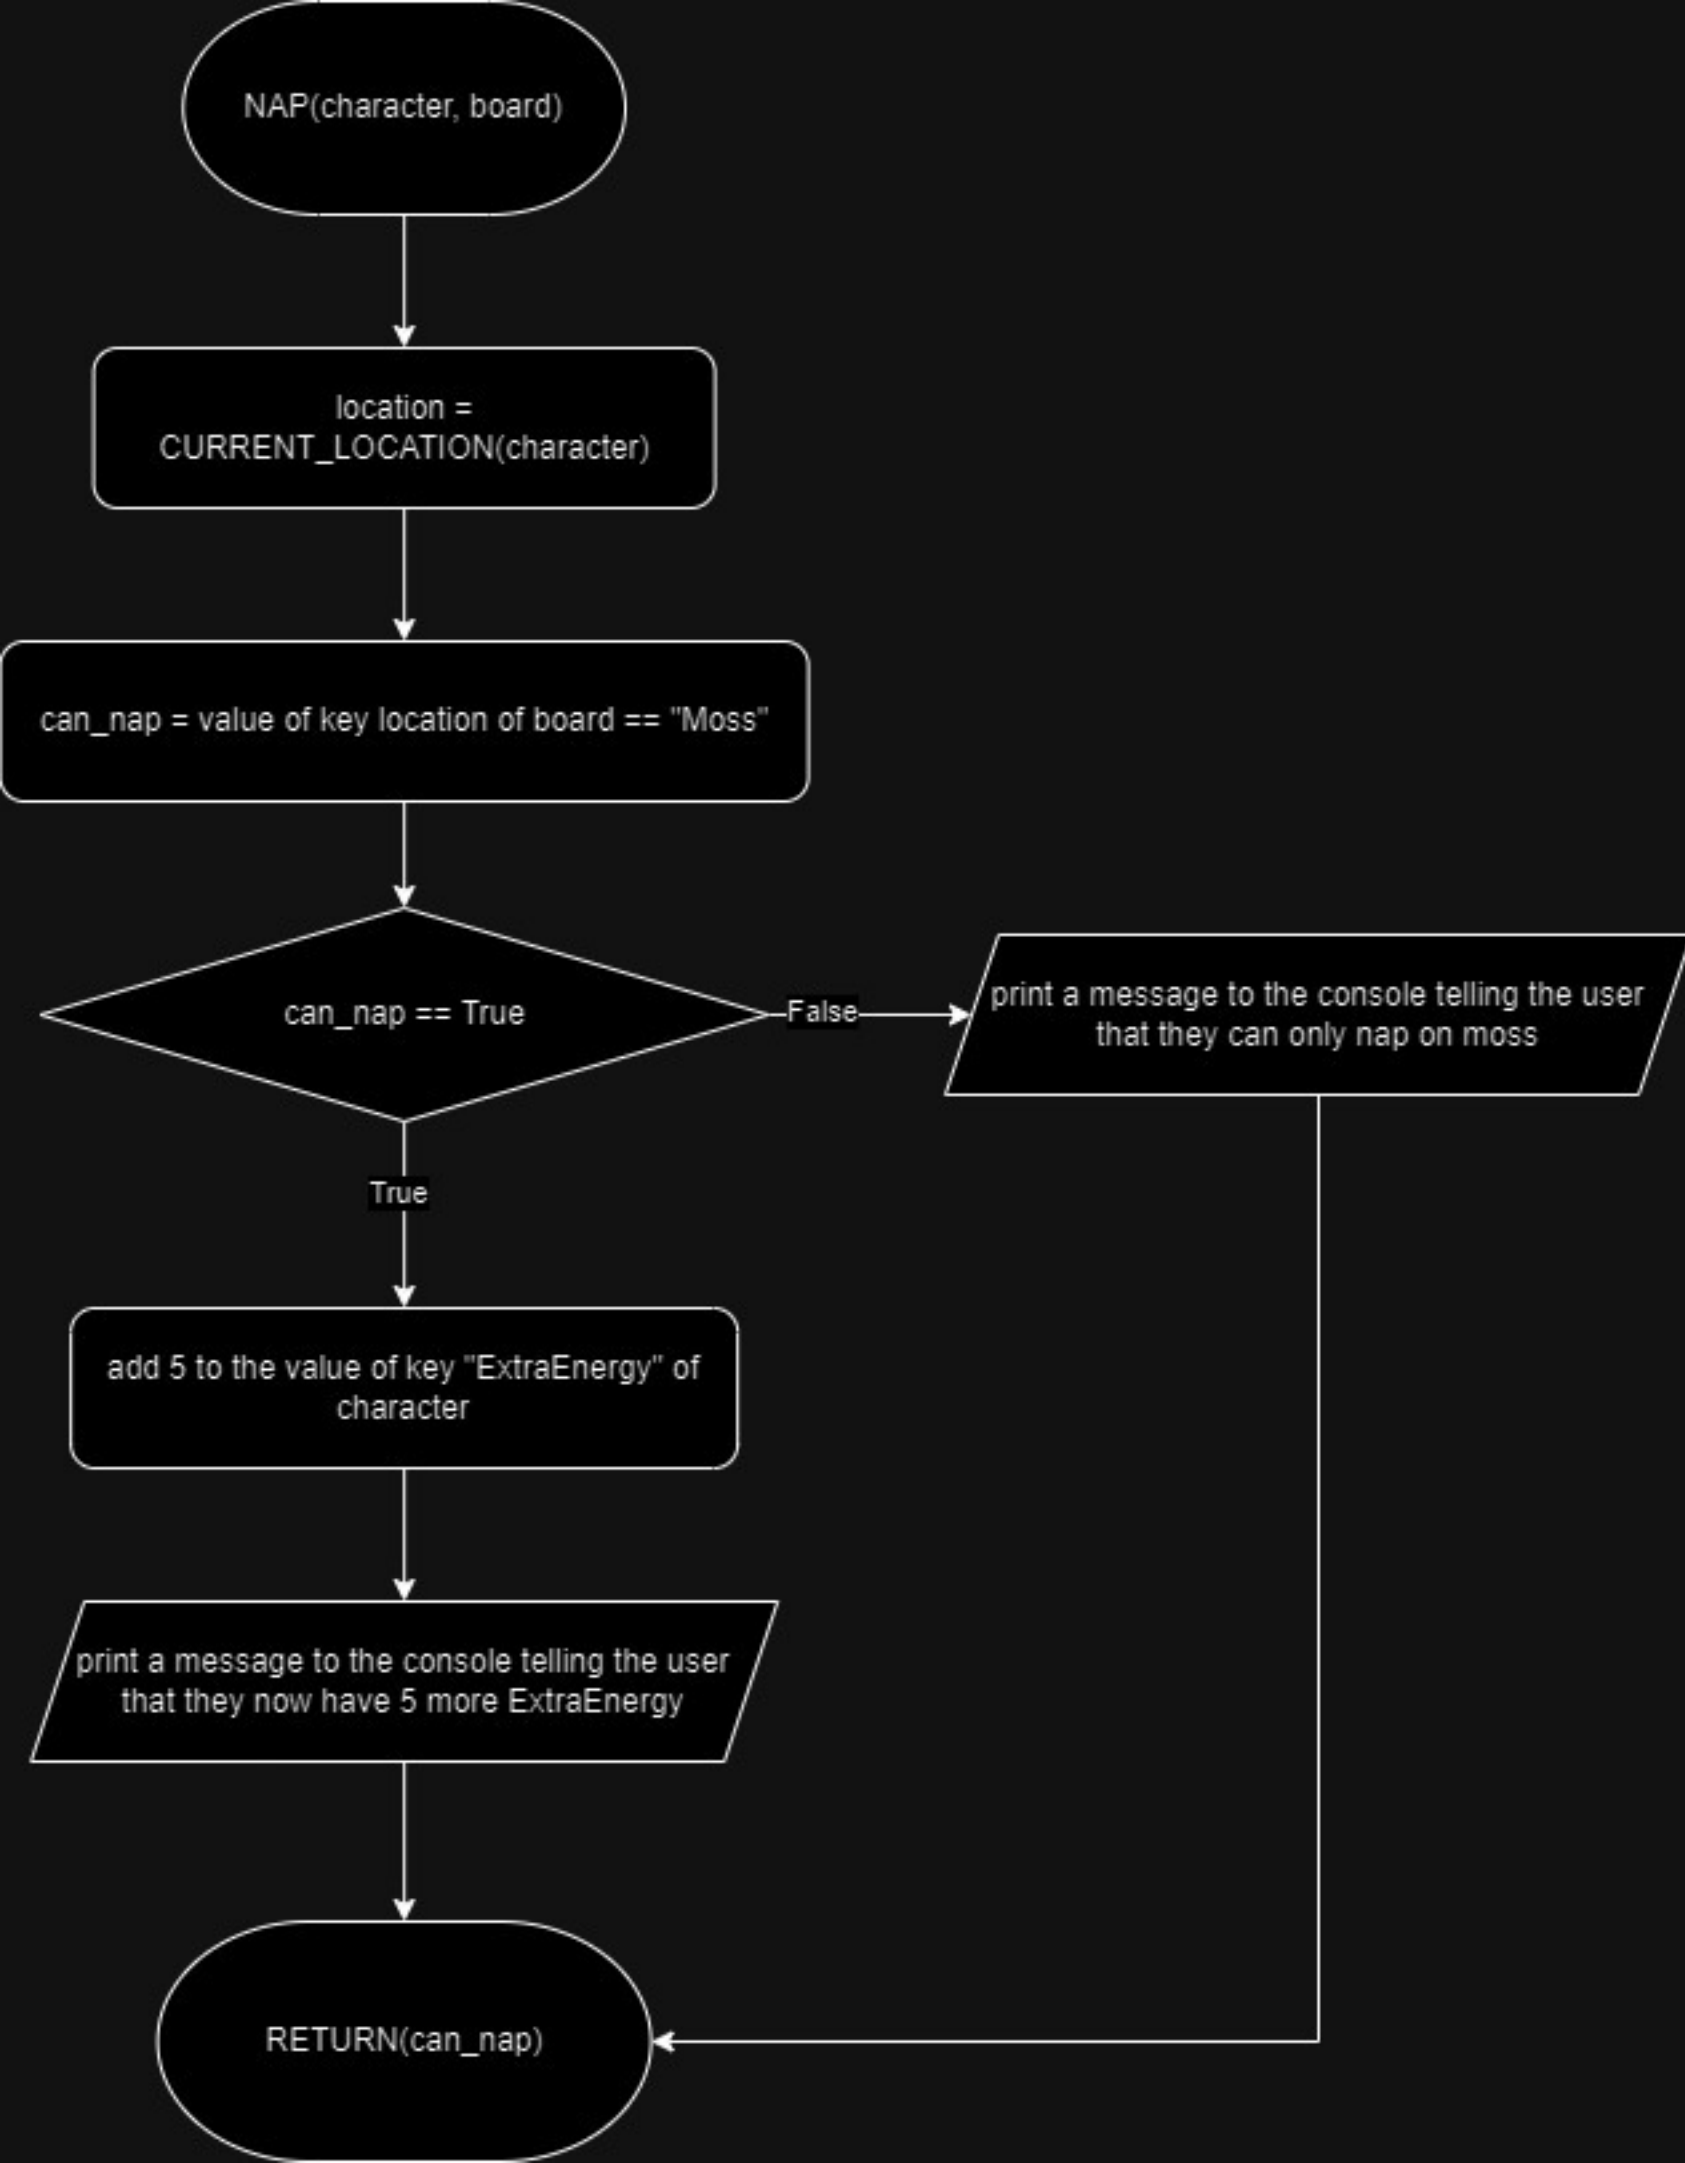 NAP(character, board)
location =
CURRENT_LOCATION(character)
can_nap = value of key location of board == "Moss"
can_nap == True
False
print a message to the console telling the user
that they can only nap on moss
True
add 5 to the value of key "ExtraEnergy" of
character
print a message to the console telling the user
that they now have 5 more ExtraEnergy
RETURN(can_nap)